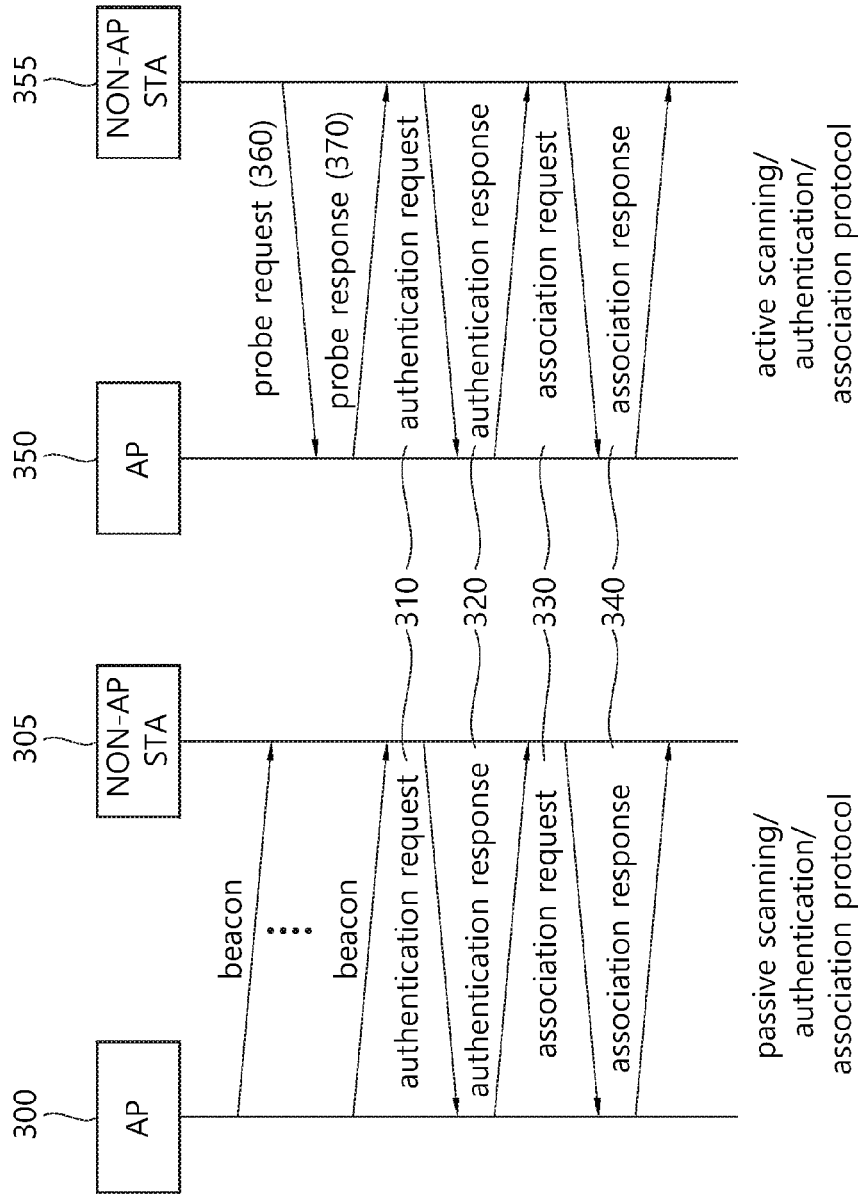 300
AP
305
NON-AP
STA
beacon
beacon
authentication request
authentication response
association request
association response
passive scanning/
authentication/
association protocol
310
320
330
340
350
AP
355
NON-AP
STA
probe request (360)
probe response (370)
authentication request
authentication response
association request
association response
active scanning/
authentication/
association protocol